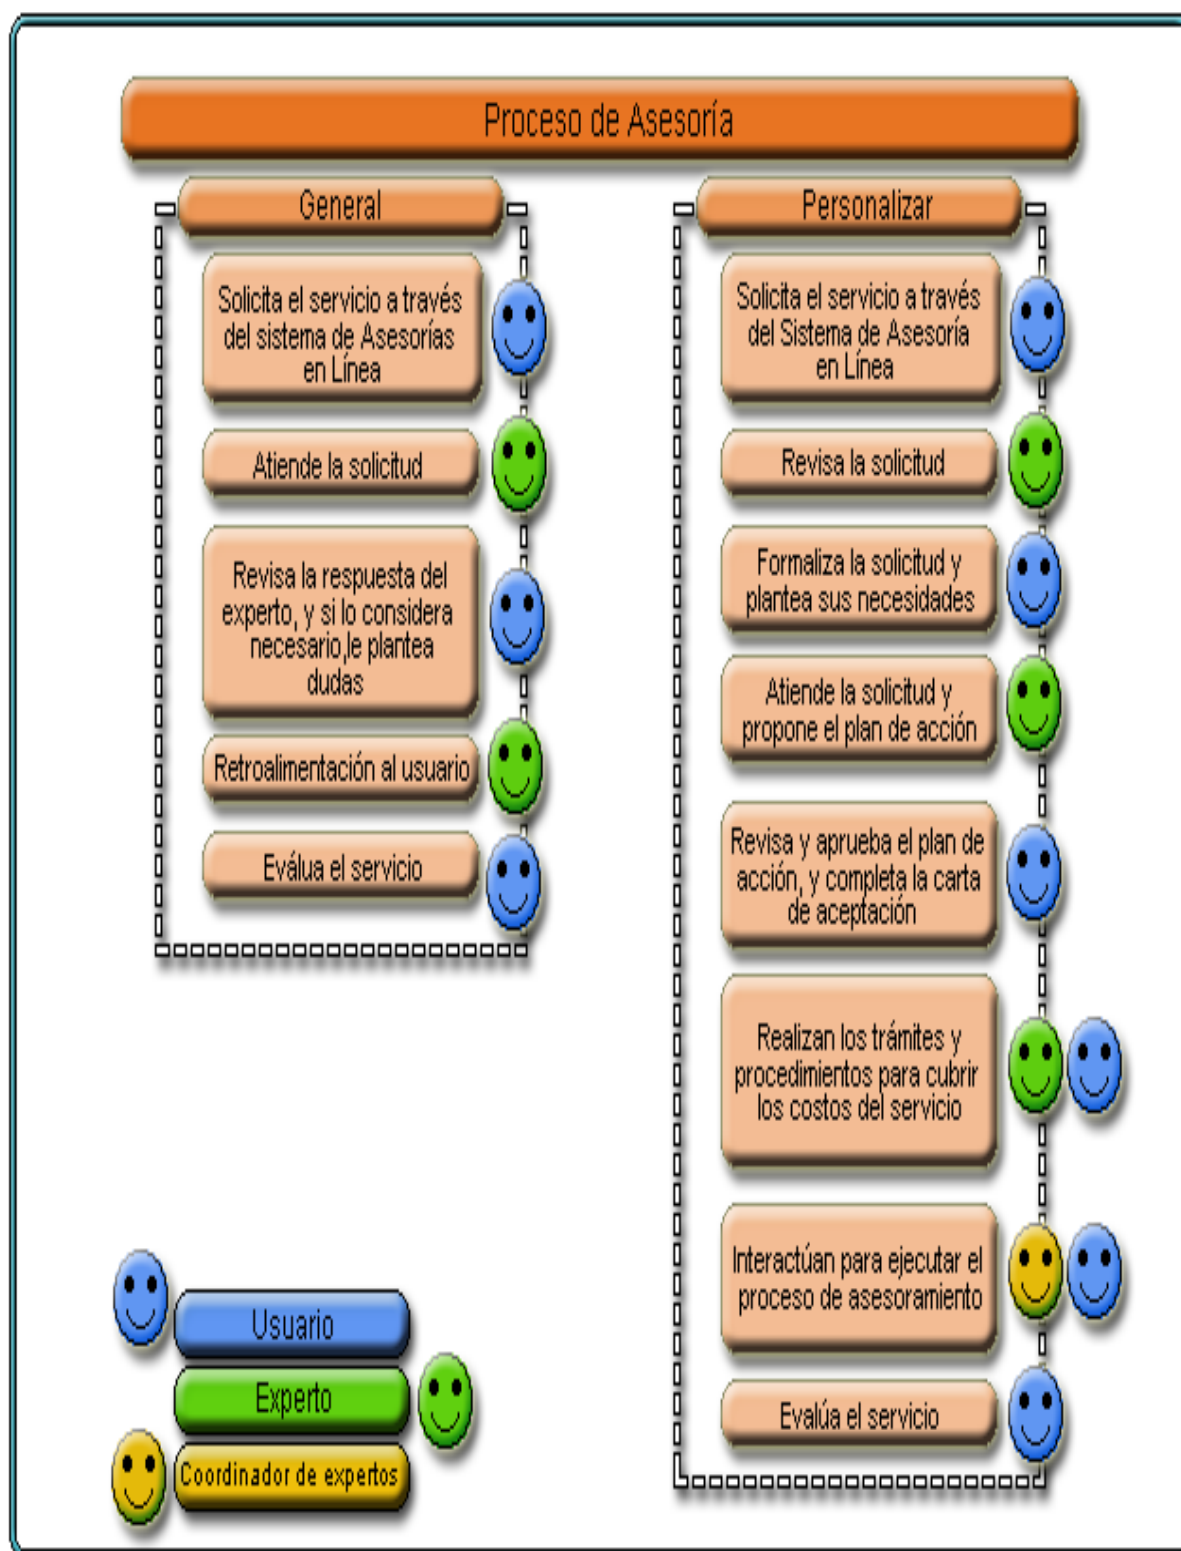 Proceso de Asesoría
General
Solicita el servicio a través
del sistema de Asesorías
en Línea
Atiende la solicitud
Revisa la respuesta del
experto, y si lo considera
necesario,le plantea
dudas
Retroalimentación al usuario
Eválua el servicio
Personalizar
Solicita el servicio a través
del Sistema de Asesoría
en Línea
Revisa la solicitud
Formaliza la solicitud y
plantea sus necesidades
Atiende la solicitud y
propone el plan de acción
Revisa y aprueba el plan de
acción, y completa la carta
de aceptación
Realizan los trámites y
procedimientos para cubrir
los costos del servicio
Interactúan para ejecutar el
proceso de asesoramiento
Evalúa el servicio
Usuario
Experto
Coordinador de expertos